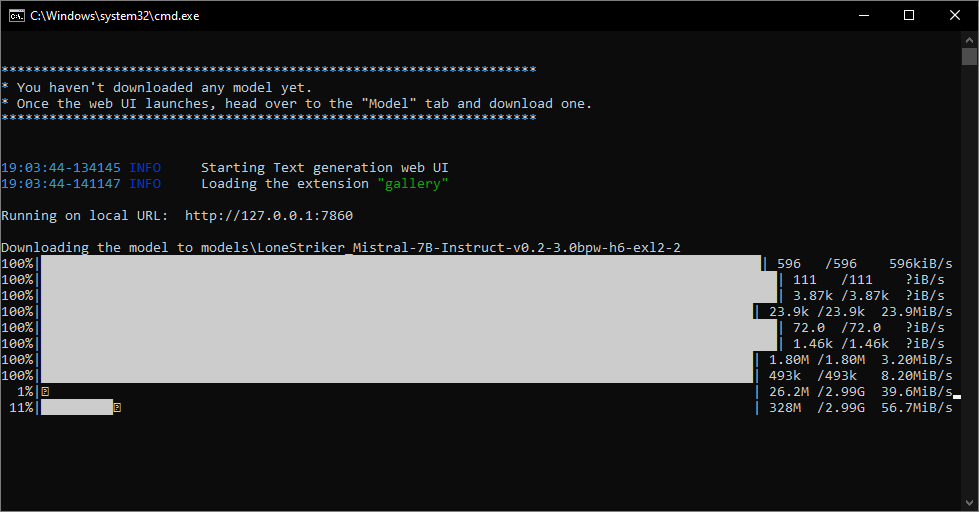 C:\Windows\system32\cmd.exe
*******************************************************************
* You haven't downloaded any model yet.
* Once the web UI launches, head over to the "Model" tab and download one.
*******************************************************************
19:03:44-134145 INFO     Starting Text generation web UI
19:03:44-141147 INFO     Loading the extension "gallery"
Running on local URL:  http://127.0.0.1:7860
Downloading the model to models\LoneStriker_Mistral-7B-Instruct-v0.2-3.0bpw-h6-exl2-2
100%| | 596   /596    596kiB/s
100%| | 111   /111    ?iB/s
100%| | 3.87k /3.87k  ?iB/s
100%| | 23.9k /23.9k  23.9MiB/s
100%| | 72.0  /72.0   ?iB/s
100%| | 1.46k /1.46k  ?iB/s
100%| | 1.80M /1.80M  3.20MiB/s
100%| | 493k  /493k   8.20MiB/s
1%| | 26.2M /2.99G  39.6MiB/s
11%| | 328M  /2.99G  56.7MiB/s